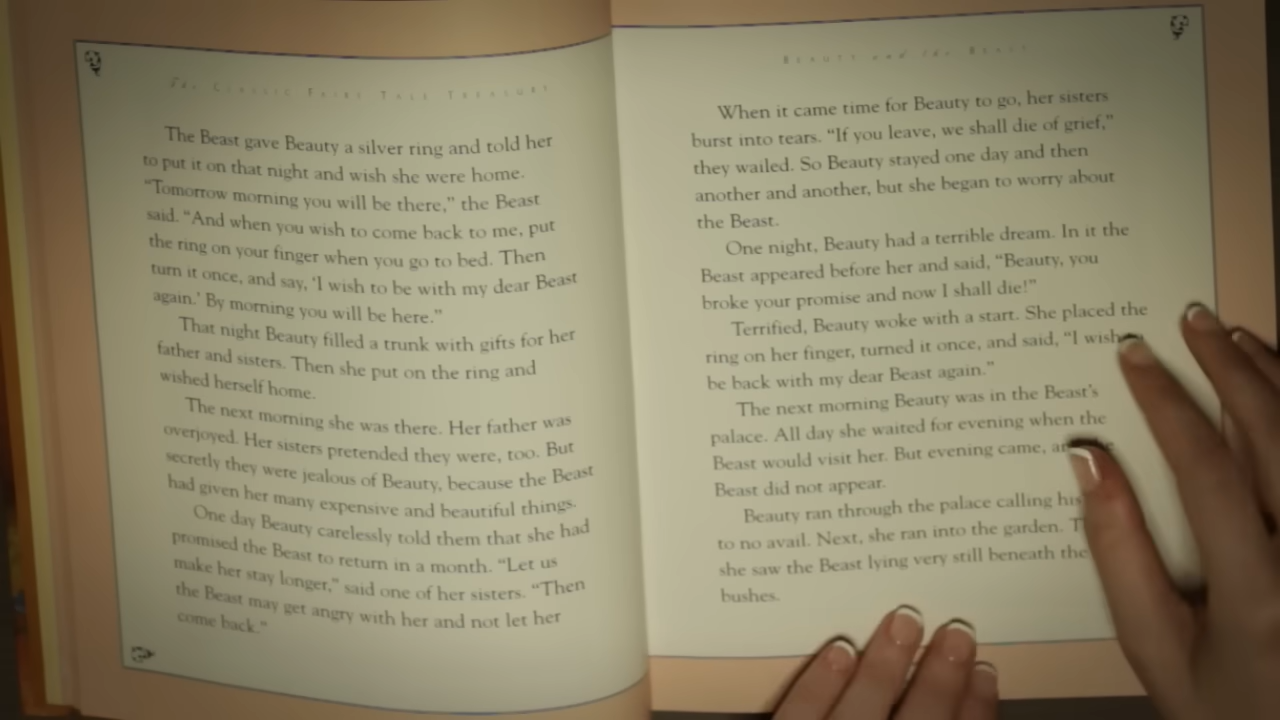 The Classic Fairy Tale Treasury
The Beast gave Beauty a silver ring and told her
to put it on that night and wish she were home.
“Tomorrow morning you will be there,” the Beast
said. “And when you wish to come back to me, put
the ring on your finger when you go to bed. Then
turn it once, and say, ‘I wish to be with my dear Beast
again.’ By morning you will be here.”
That night Beauty filled a trunk with gifts for her
father and sisters. Then she put on the ring and
wished herself home.
The next morning she was there. Her father was
overjoyed. Her sisters pretended they were, too. But
secretly they were jealous of Beauty, because the Beast
had given her many expensive and beautiful things.
One day Beauty carelessly told them that she had
promised the Beast to return in a month. “Let us
make her stay longer,” said one of her sisters. “Then
the Beast may get angry with her and not let her
come back.”
Beauty and the Beast
When it came time for Beauty to go, her sisters
burst into tears. “If you leave, we shall die of grief,”
they wailed. So Beauty stayed one day and then
another and another, but she began to worry about
the Beast.
One night, Beauty had a terrible dream. In it the
Beast appeared before her and said, “Beauty, you
broke your promise and now I shall die!”
Terrified, Beauty woke with a start. She placed the
ring on her finger, turned it once, and said, “I wish
be back with my dear Beast again.”
The next morning Beauty was in the Beast’s
palace. All day she waited for evening when the
Beast would visit her. But evening came,
Beast did not appear.
Beauty ran through the palace calling his
to no avail. Next, she ran into the garden.
she saw the Beast lying very still beneath the
bushes.